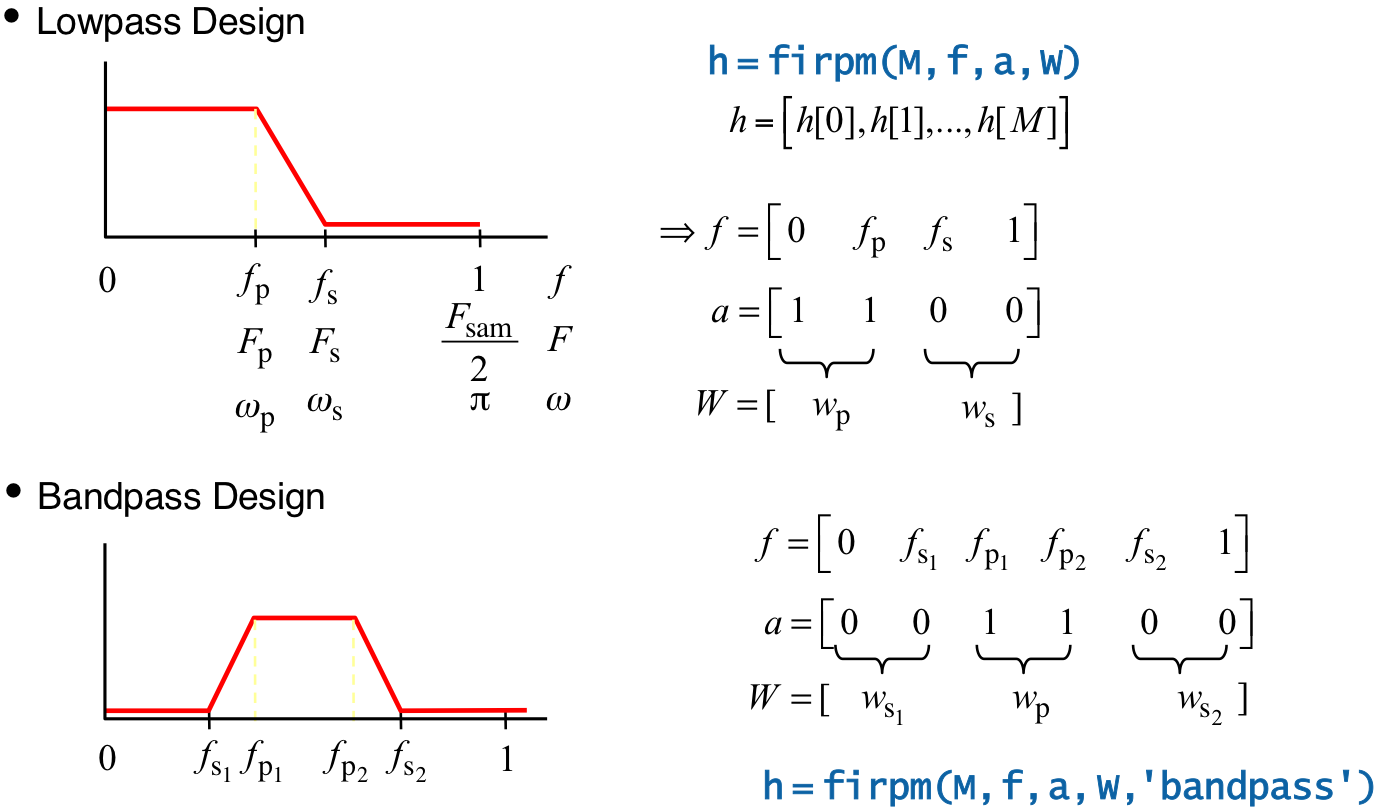 • Lowpass Design
h = firpm(M,f,a,W)
h = [h[0], h[1],..., h[M]]
⇒ f = [0 f_p f_s 1]
0 f_p f_s 1 f
a = [1 1 0 0]
F_p F_s F_sam/2 F
W = [ w_p w_s ]
ω_p ω_s π ω
• Bandpass Design
f = [0 f_s₁ f_p₁ f_p₂ f_s₂ 1]
a = [0 0 1 1 0 0]
W = [ w_s₁ w_p w_s₂ ]
0 f_s₁ f_p₁ f_p₂ f_s₂ 1
h = firpm(M,f,a,W,'bandpass')